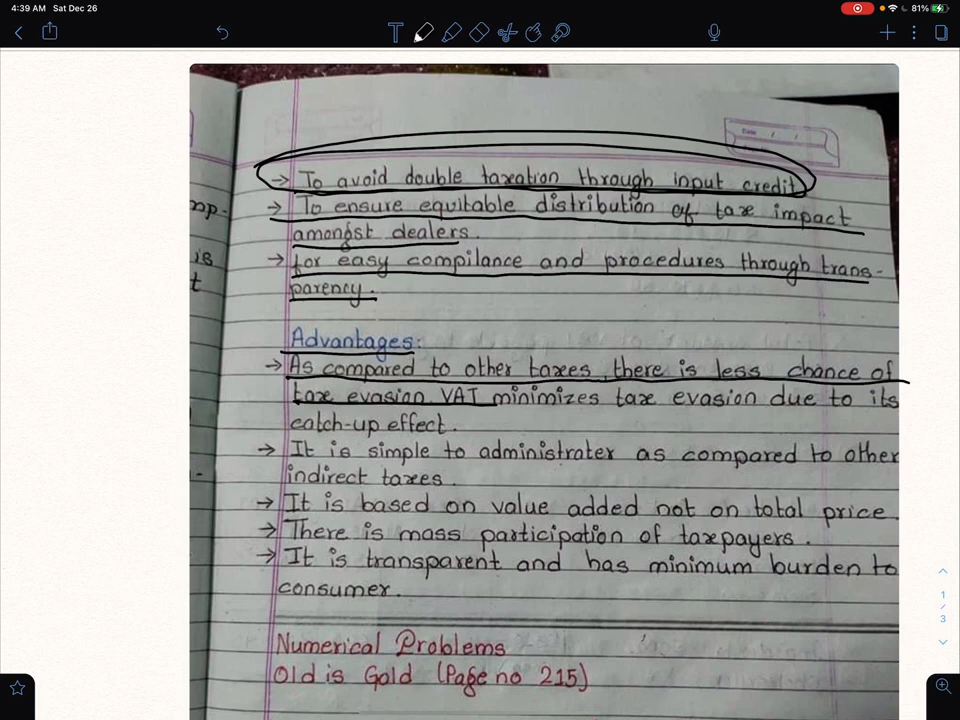 4:39 AM Sat Dec 26
81%
→ To avoid double taxation through input credit
→ To ensure equitable distribution of tax impact
amongst dealers.
→ for easy compilance and procedures through trans-
parency.
Advantages:
→ As compared to other taxes, there is less chance of
tax evasion VAT minimizes tax evasion due to its
catch-up effect.
→ It is simple to administrater as compared to other
indirect taxes.
→ It is based on value added not on total price.
→ There is mass participation of taxpayers.
→ It is transparent and has minimum burden to
consumer.
Numerical Problems
Old is Gold (Page no 215)
is
t
1
/
3